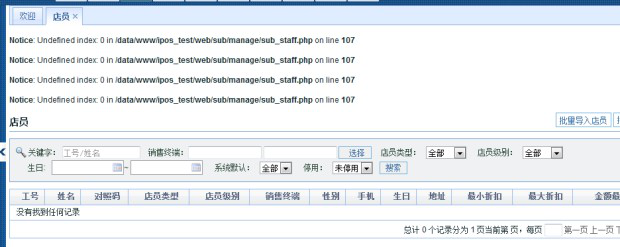 欢迎 店员 ×
Notice: Undefined index: 0 in /data/www/ipos_test/web/sub/manage/sub_staff.php on line 107
Notice: Undefined index: 0 in /data/www/ipos_test/web/sub/manage/sub_staff.php on line 107
Notice: Undefined index: 0 in /data/www/ipos_test/web/sub/manage/sub_staff.php on line 107
Notice: Undefined index: 0 in /data/www/ipos_test/web/sub/manage/sub_staff.php on line 107
店员 批量导入店员
关键字: 工号/姓名 销售终端: 选择 店员类型: 全部 店员级别: 全部
生日: ~ 系统默认: 全部 停用: 未停用 搜索
工号 姓名 对照码 店员类型 店员级别 销售终端 性别 手机 生日 地址 最小折扣 最大折扣 金额最
没有找到任何记录
总计 0 个记录分为 1 页当前第 页，每页 第一页 上一页